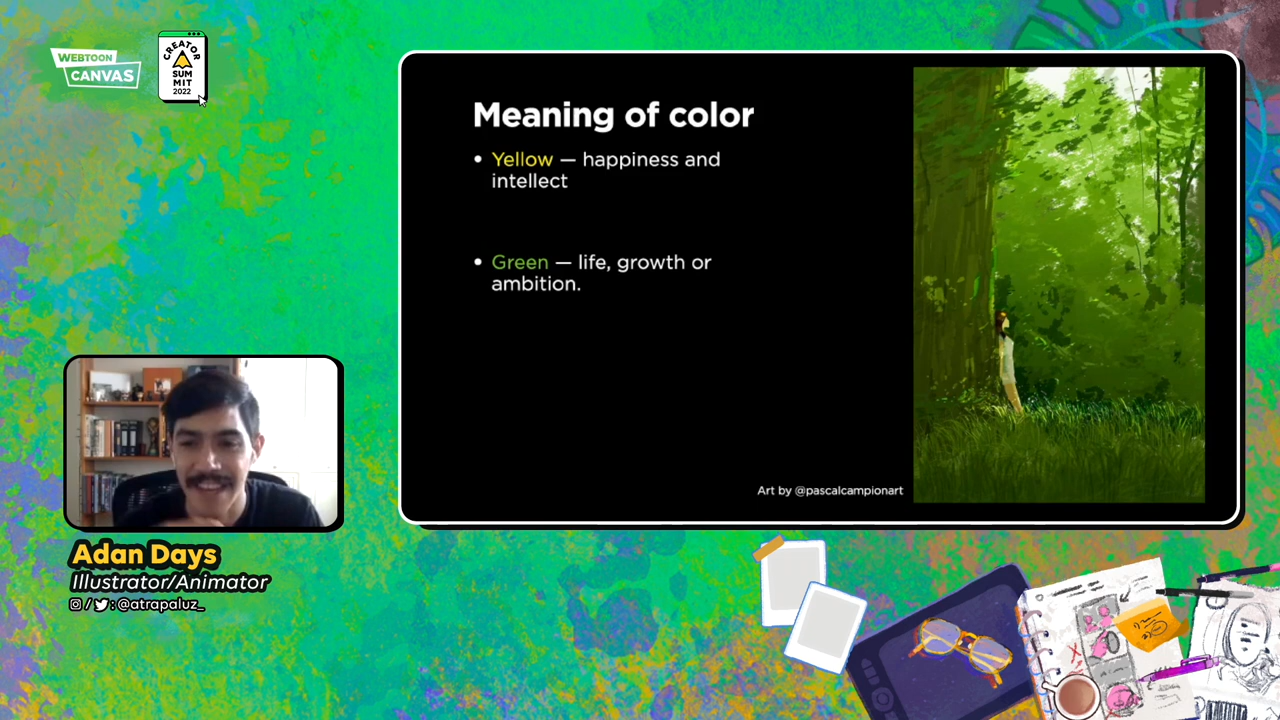 WEBTOON
CANVAS
CREATOR
SUM
MIT
2022
Meaning of color
• Yellow — happiness and
intellect
• Green — life, growth or
ambition.
Art by @pascalcampionart
Adan Days
Illustrator/Animator
/ : @atrapaluz_